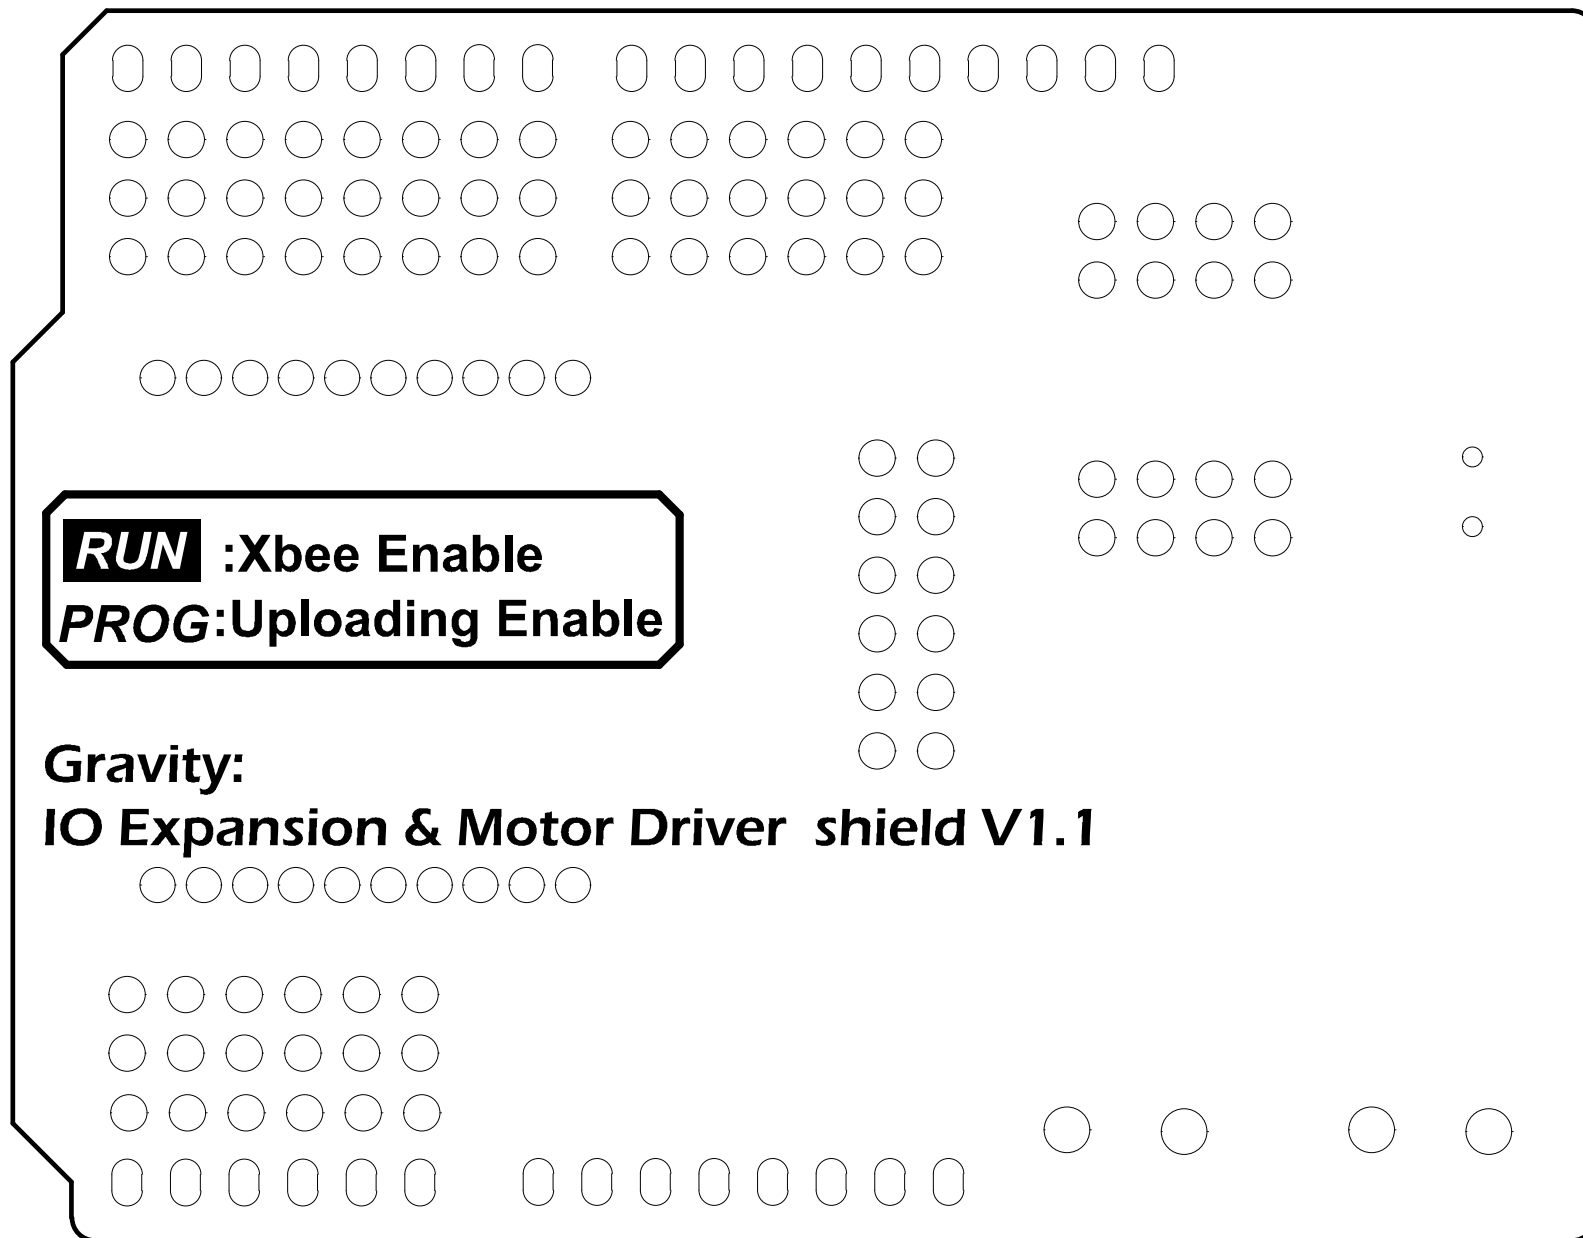 RUN :Xbee Enable
PROG:Uploading Enable
Gravity:
IO Expansion & Motor Driver shield V1.1